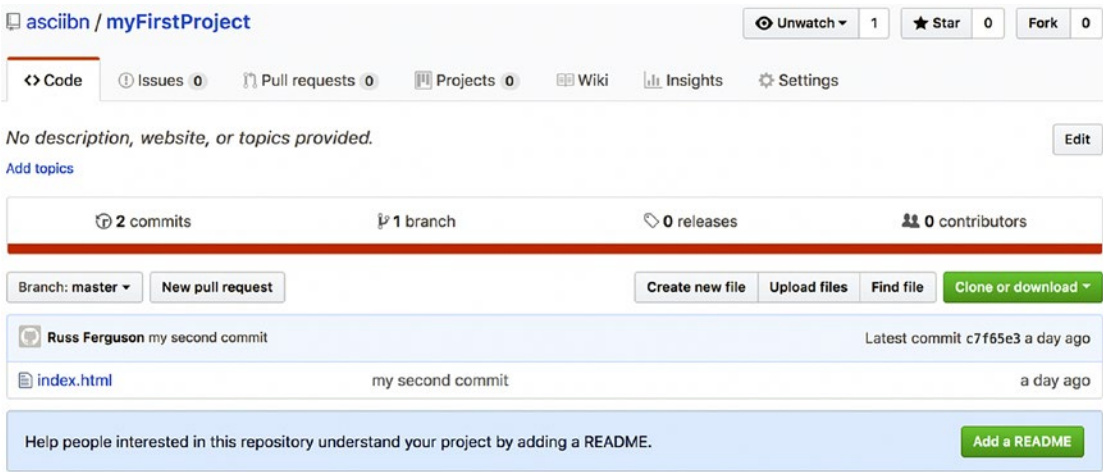 asciibn / myFirstProject
Unwatch 1 Star 0 Fork 0
Code Issues 0 Pull requests 0 Projects 0 Wiki Insights Settings
No description, website, or topics provided.
Edit
Add topics
2 commits 1 branch 0 releases 0 contributors
Branch: master New pull request Create new file Upload files Find file Clone or download
Russ Ferguson my second commit Latest commit c7f65e3 a day ago
index.html my second commit a day ago
Help people interested in this repository understand your project by adding a README. Add a README